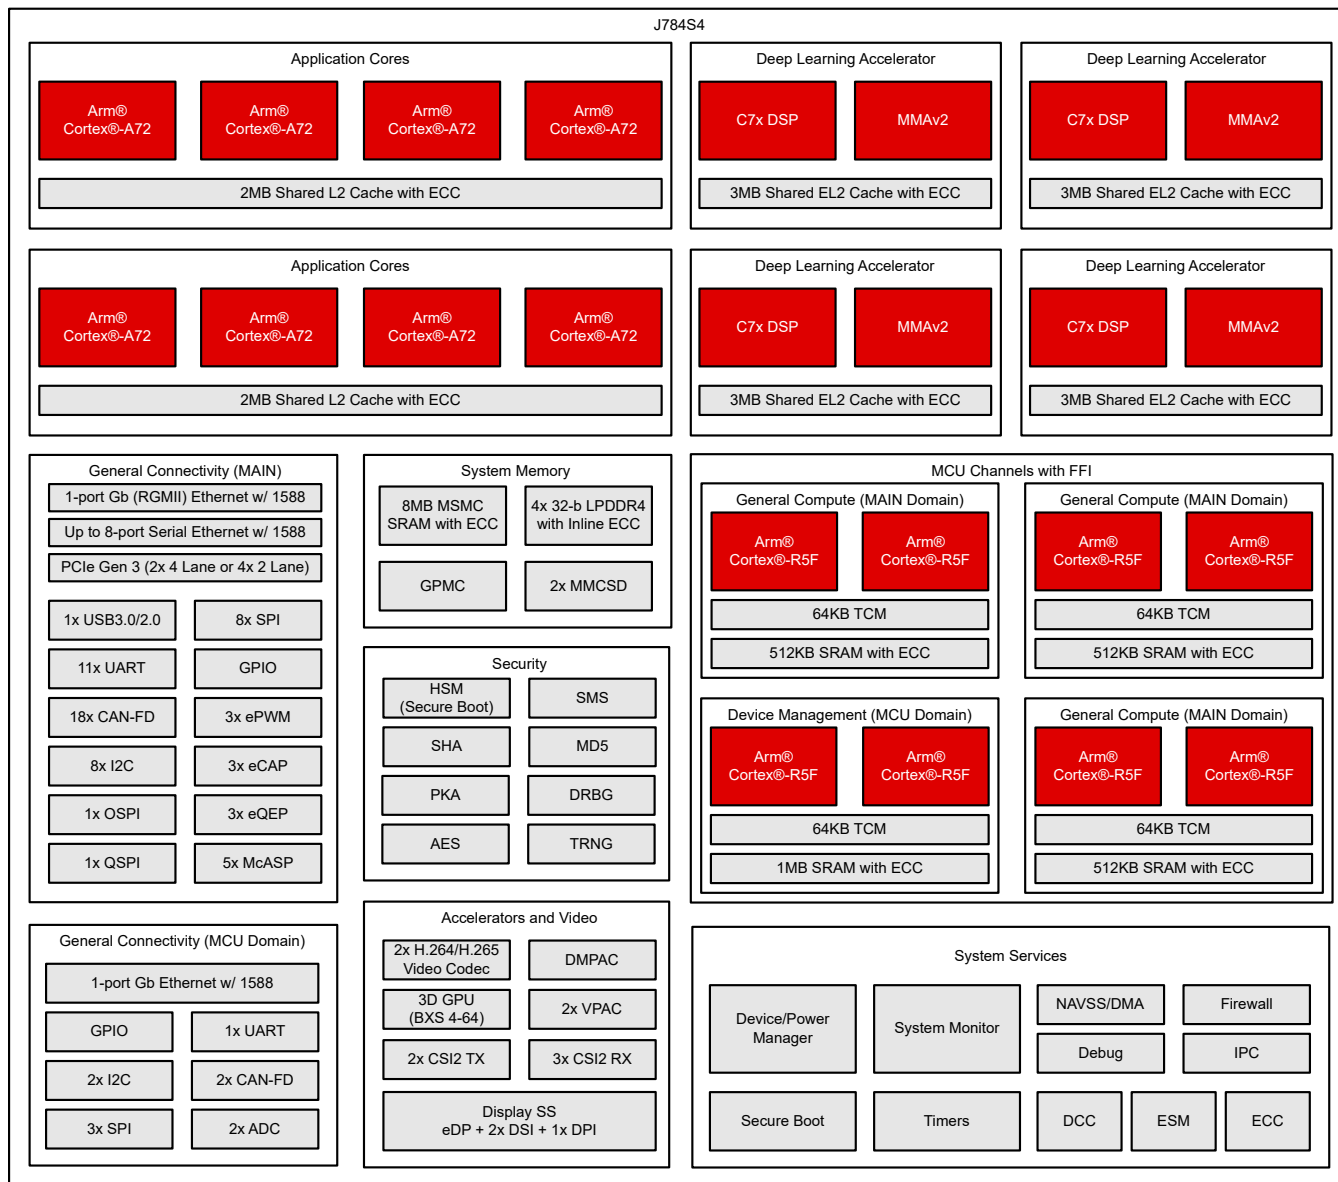 J784S4
Application Cores
Arm®
Cortex®-A72
Arm®
Cortex®-A72
Arm®
Cortex®-A72
Arm®
Cortex®-A72
2MB Shared L2 Cache with ECC
Deep Learning Accelerator
C7x DSP
MMAv2
3MB Shared EL2 Cache with ECC
Deep Learning Accelerator
C7x DSP
MMAv2
3MB Shared EL2 Cache with ECC
Application Cores
Arm®
Cortex®-A72
Arm®
Cortex®-A72
Arm®
Cortex®-A72
Arm®
Cortex®-A72
2MB Shared L2 Cache with ECC
Deep Learning Accelerator
C7x DSP
MMAv2
3MB Shared EL2 Cache with ECC
Deep Learning Accelerator
C7x DSP
MMAv2
3MB Shared EL2 Cache with ECC
General Connectivity (MAIN)
1-port Gb (RGMII) Ethernet w/ 1588
Up to 8-port Serial Ethernet w/ 1588
PCIe Gen 3 (2x 4 Lane or 4x 2 Lane)
1x USB3.0/2.0
8x SPI
11x UART
GPIO
18x CAN-FD
3x ePWM
8x I2C
3x eCAP
1x OSPI
3x eQEP
1x QSPI
5x McASP
System Memory
8MB MSMC
SRAM with ECC
4x 32-b LPDDR4
with Inline ECC
GPMC
2x MMCSD
Security
HSM
(Secure Boot)
SMS
SHA
MD5
PKA
DRBG
AES
TRNG
MCU Channels with FFI
General Compute (MAIN Domain)
Arm®
Cortex®-R5F
Arm®
Cortex®-R5F
64KB TCM
512KB SRAM with ECC
General Compute (MAIN Domain)
Arm®
Cortex®-R5F
Arm®
Cortex®-R5F
64KB TCM
512KB SRAM with ECC
Device Management (MCU Domain)
Arm®
Cortex®-R5F
Arm®
Cortex®-R5F
64KB TCM
1MB SRAM with ECC
General Compute (MAIN Domain)
Arm®
Cortex®-R5F
Arm®
Cortex®-R5F
64KB TCM
512KB SRAM with ECC
General Connectivity (MCU Domain)
1-port Gb Ethernet w/ 1588
GPIO
1x UART
2x I2C
2x CAN-FD
3x SPI
2x ADC
Accelerators and Video
2x H.264/H.265
Video Codec
DMPAC
3D GPU
(BXS 4-64)
2x VPAC
2x CSI2 TX
3x CSI2 RX
Display SS
eDP + 2x DSI + 1x DPI
System Services
Device/Power
Manager
System Monitor
NAVSS/DMA
Firewall
Debug
IPC
Secure Boot
Timers
DCC
ESM
ECC